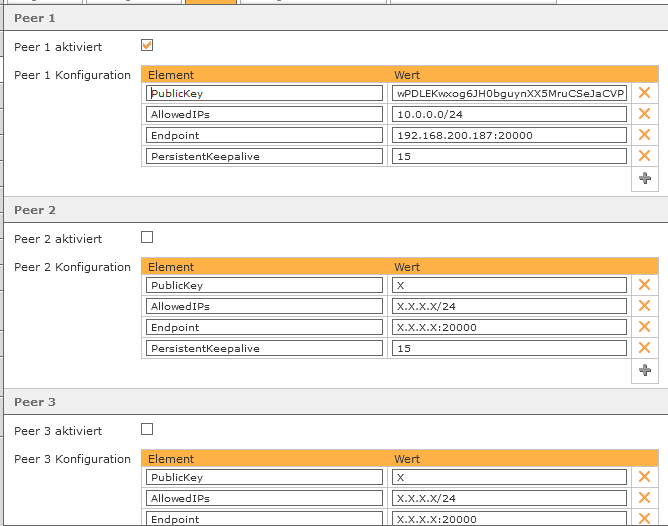 Peer 1
Peer 1 aktiviert
Peer 1 Konfiguration
Element Wert
PublicKey wPDLEKwxog6JH0bguynXX5MruCSeJaCVP
AllowedIPs 10.0.0.0/24
Endpoint 192.168.200.187:20000
PersistentKeepalive 15
Peer 2
Peer 2 aktiviert
Peer 2 Konfiguration
Element Wert
PublicKey X
AllowedIPs X.X.X.X/24
Endpoint X.X.X.X:20000
PersistentKeepalive 15
Peer 3
Peer 3 aktiviert
Peer 3 Konfiguration
Element Wert
PublicKey X
AllowedIPs X.X.X.X/24
Endpoint X.X.X.X:20000